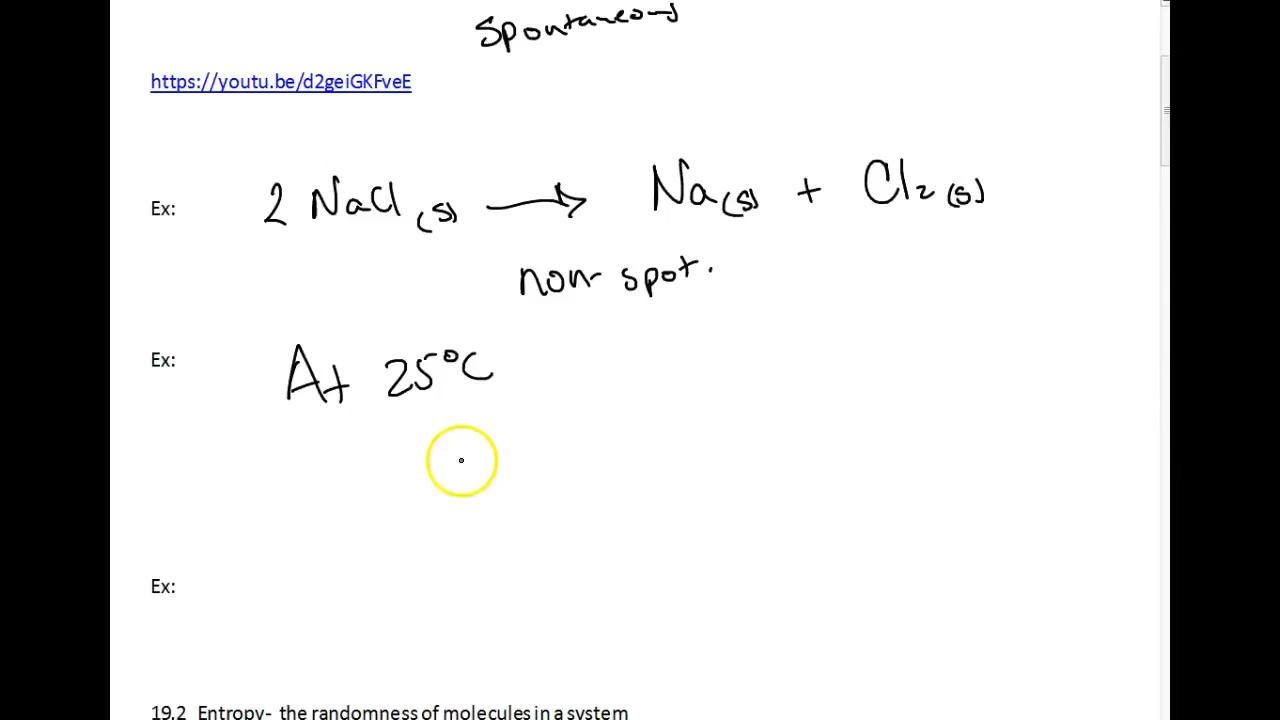 Spontaneous
https://youtu.be/d2geiGKFveE
Ex: 2 NaCl (s) → Na (s) + Cl₂ (s)
non-spot.
Ex: At 25°C
Ex:
19.2 Entropy- the randomness of molecules in a system